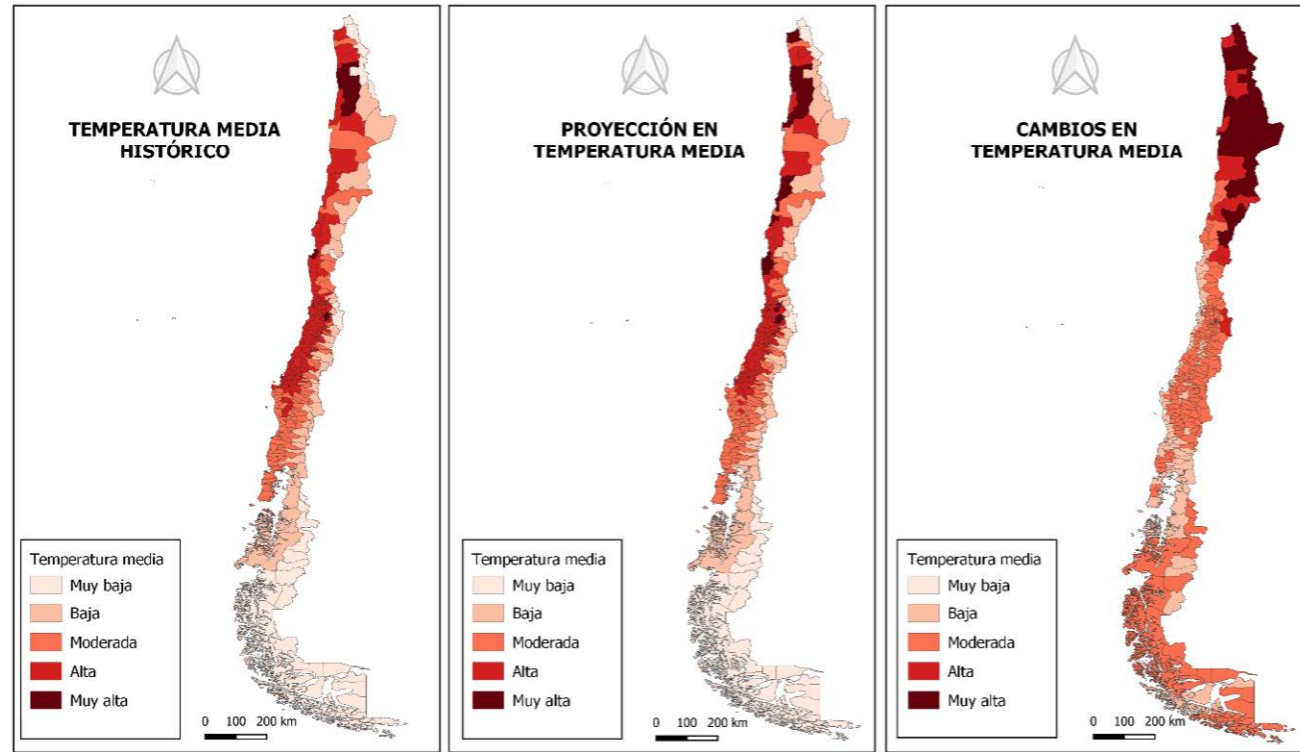 TEMPERATURA MEDIA
HISTÓRICO
Temperatura media
Muy baja
Baja
Moderada
Alta
Muy alta
0 100 200 km
PROYECCIÓN EN
TEMPERATURA MEDIA
Temperatura media
Muy baja
Baja
Moderada
Alta
Muy alta
0 100 200 km
CAMBIOS EN
TEMPERATURA MEDIA
Temperatura media
Muy baja
Baja
Moderada
Alta
Muy alta
0 100 200 km